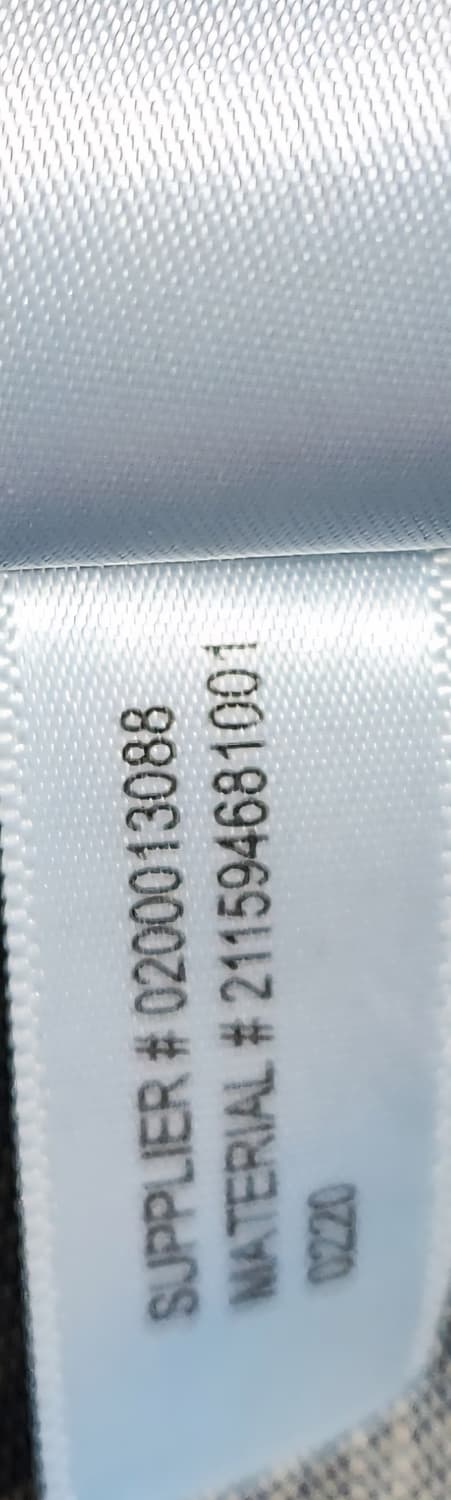 SUPPLIER # 0200013088
MATERIAL # 211594681001
0220